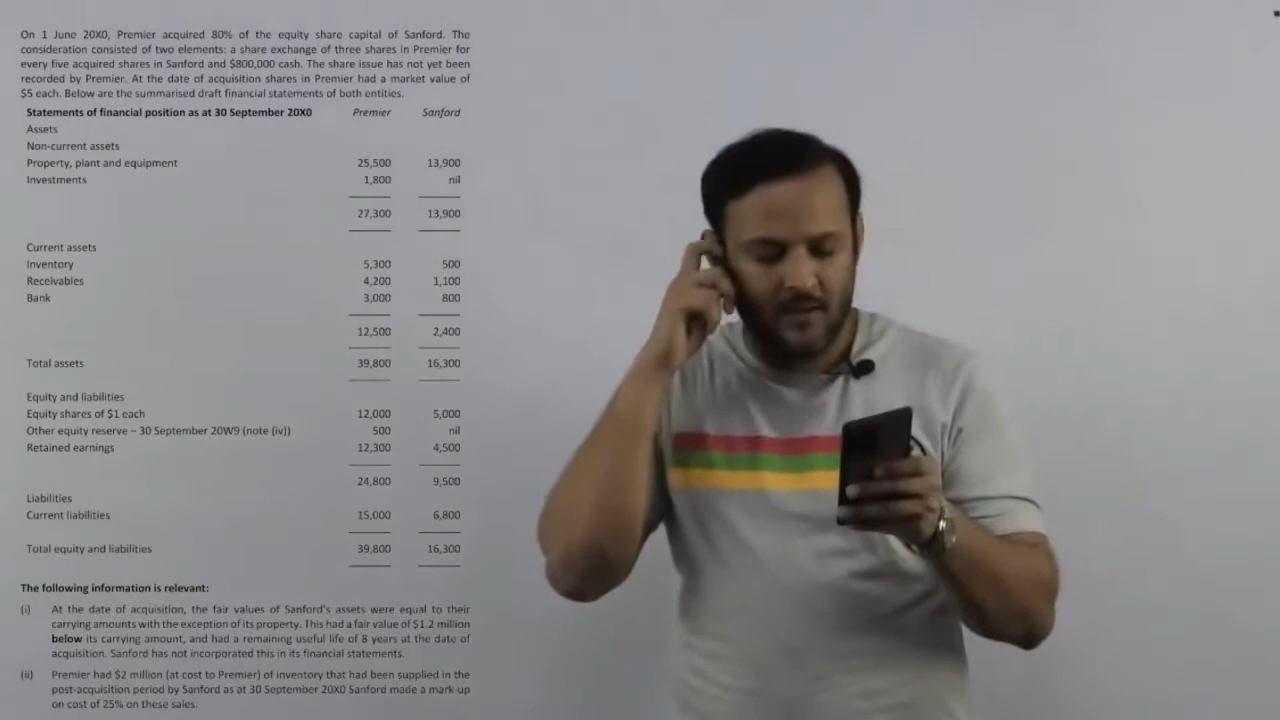 On 1 June 20X0, Premier acquired 80% of the equity share capital of Sanford. The
consideration consisted of two elements: a share exchange of three shares in Premier for
every five acquired shares in Sanford and $800,000 cash. The share issue has not yet been
recorded by Premier. At the date of acquisition shares in Premier had a market value of
$5 each. Below are the summarised draft financial statements of both entities.
Statements of financial position as at 30 September 20X0 Premier Sanford
Assets
Non-current assets
Property, plant and equipment 25,500 13,900
Investments 1,800 nil
27,300 13,900
Current assets
Inventory 5,300 500
Receivables 4,200 1,100
Bank 3,000 800
12,500 2,400
Total assets 39,800 16,300
Equity and liabilities
Equity shares of $1 each 12,000 5,000
Other equity reserve – 30 September 20W9 (note (iv)) 500 nil
Retained earnings 12,300 4,500
24,800 9,500
Liabilities
Current liabilities 15,000 6,800
Total equity and liabilities 39,800 16,300
The following information is relevant:
(i) At the date of acquisition, the fair values of Sanford's assets were equal to their
carrying amounts with the exception of its property. This had a fair value of $1.2 million
below its carrying amount, and had a remaining useful life of 8 years at the date of
acquisition. Sanford has not incorporated this in its financial statements.
(ii) Premier had $2 million (at cost to Premier) of inventory that had been supplied in the
post-acquisition period by Sanford as at 30 September 20X0 Sanford made a mark-up
on cost of 25% on these sales.